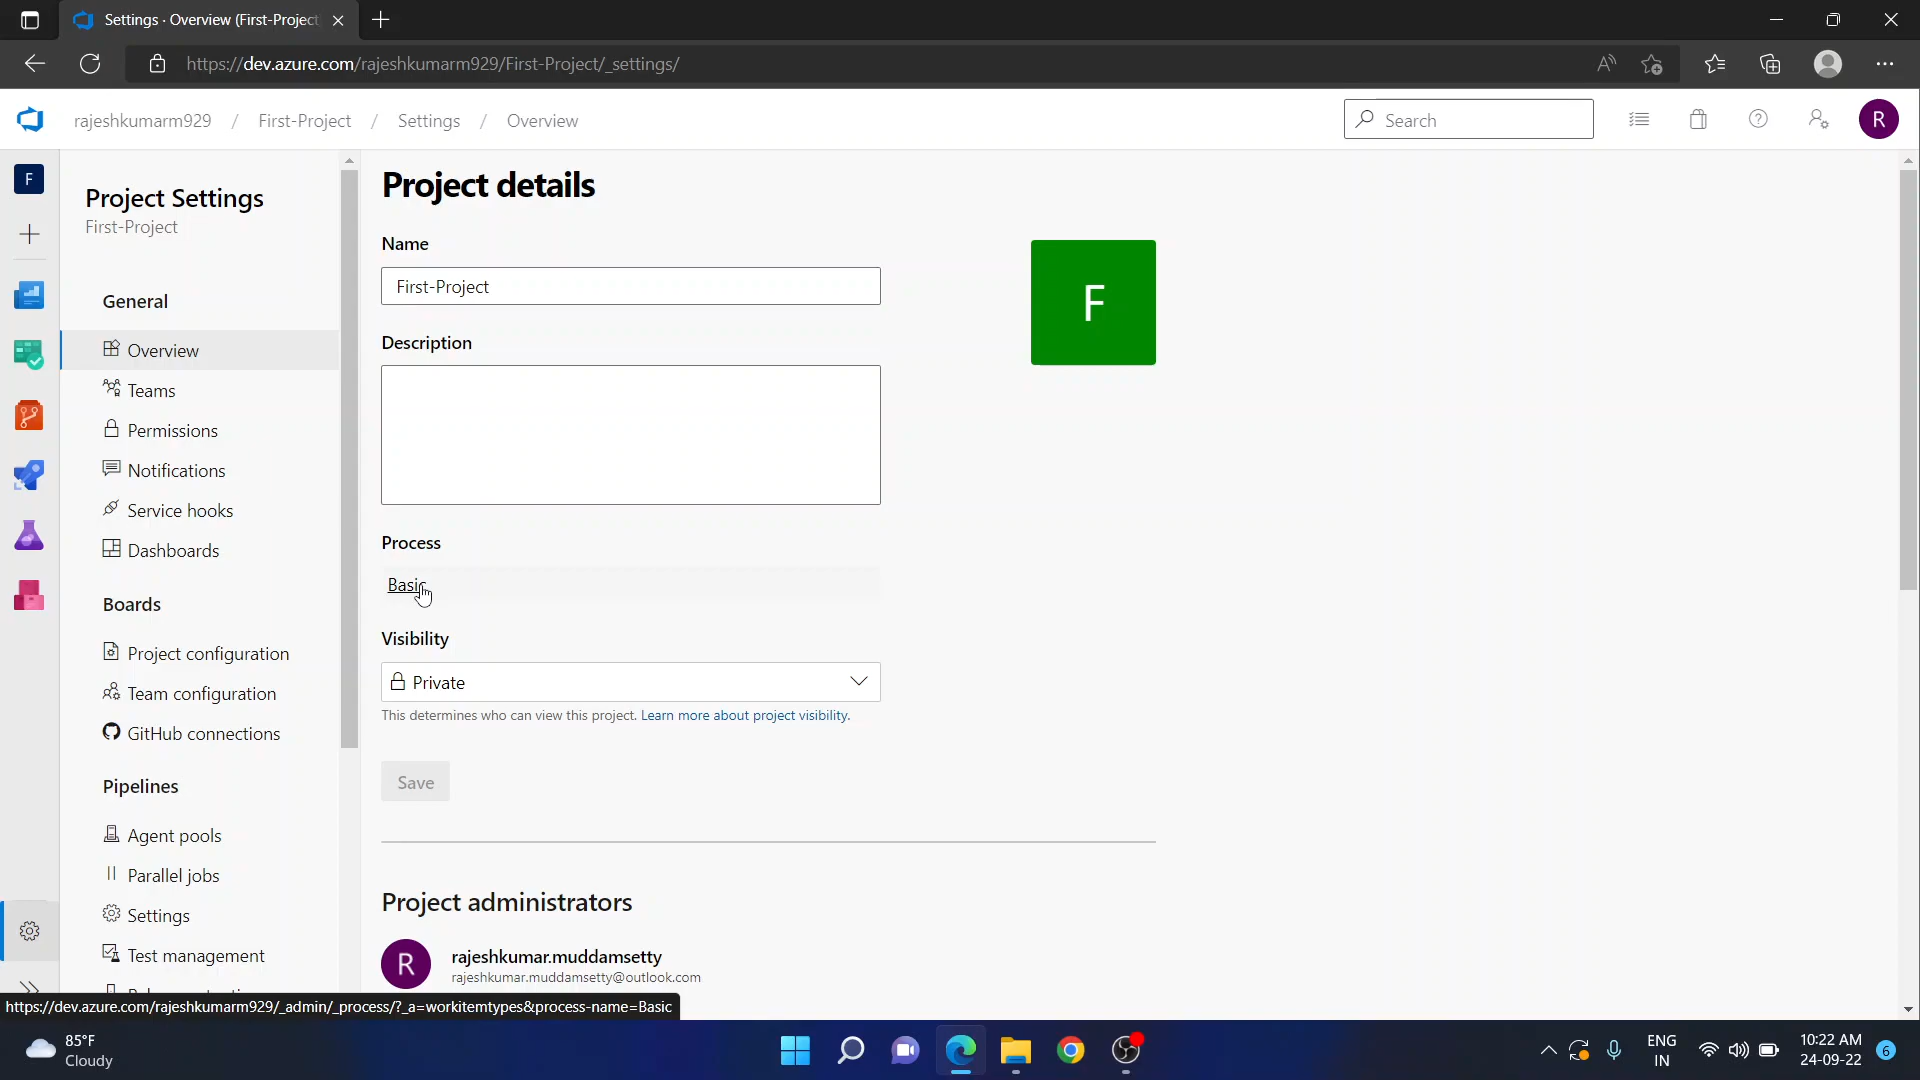 Settings · Overview (First-Project
https://dev.azure.com/rajeshkumarm929/First-Project/_settings/
rajeshkumarm929 / First-Project / Settings / Overview
Search
R
F
Project Settings
First-Project
General
Overview
Teams
Permissions
Notifications
Service hooks
Dashboards
Boards
Project configuration
Team configuration
GitHub connections
Pipelines
Agent pools
Parallel jobs
Settings
Test management
Project details
Name
First-Project
F
Description
Process
Basic
Visibility
Private
This determines who can view this project. Learn more about project visibility.
Save
Project administrators
R
rajeshkumar.muddamsetty
rajeshkumar.muddamsetty@outlook.com
https://dev.azure.com/rajeshkumarm929/_admin/_process/?_a=workitemtypes&process-name=Basic
85°F
Cloudy
ENG
IN
10:22 AM
24-09-22
6